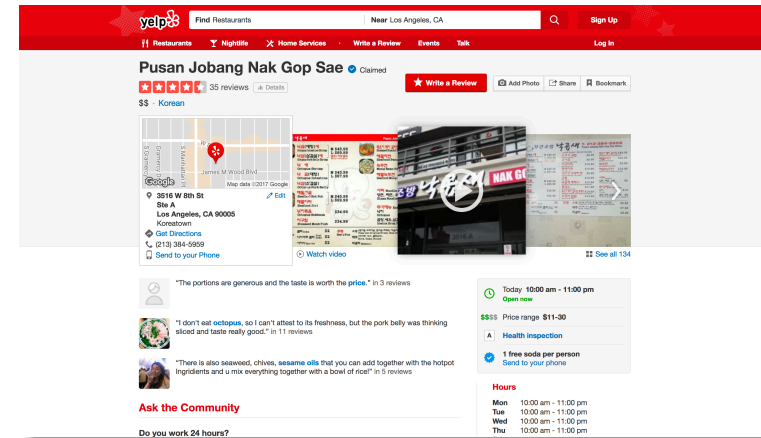 yelp
Find Restaurants
Near Los Angeles, CA
Sign Up
Restaurants
Nightlife
Home Services
Write a Review
Events
Talk
Log In
Pusan Jobang Nak Gop Sae
Claimed
35 reviews
Details
Write a Review
Add Photo
Share
Bookmark
$$ · Korean
James M Wood Blvd
Google
Map data ©2017 Google
3516 W 8th St
Edit
Ste A
Los Angeles, CA 90005
Koreatown
Get Directions
(213) 384-5959
Send to your Phone
조방낙곱새
NAK GO
낙곱새
Watch video
See all 134
"The portions are generous and the taste is worth the price." in 3 reviews
"I don't eat octopus, so I can't attest to its freshness, but the pork belly was thinking
sliced and taste really good." in 11 reviews
"There is also seaweed, chives, sesame oils that you can add together with the hotpot
Ingridients and u mix everything together with a bowl of rice!" in 5 reviews
Today 10:00 am - 11:00 pm
Open now
$$$$ Price range $11-30
A Health inspection
1 free soda per person
Send to your phone
Hours
Mon 10:00 am - 11:00 pm
Tue 10:00 am - 11:00 pm
Wed 10:00 am - 11:00 pm
Thu 10:00 am - 11:00 pm
Ask the Community
Do you work 24 hours?